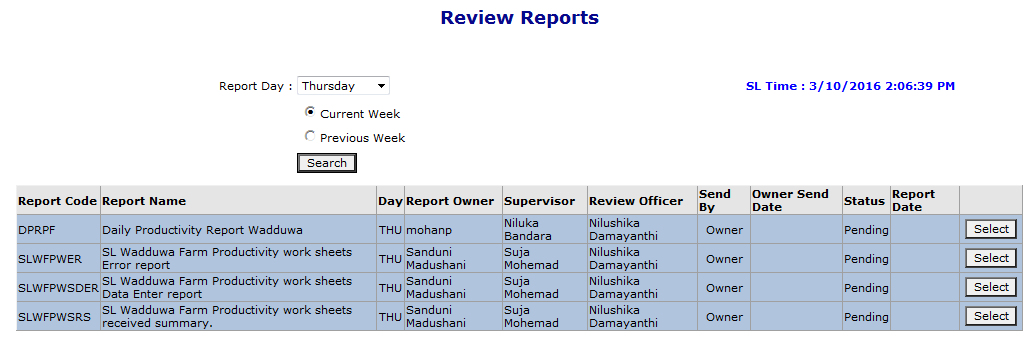 Review Reports
Report Day : Thursday
SL Time : 3/10/2016 2:06:39 PM
Current Week
Previous Week
Search
Report Code Report Name Day Report Owner Supervisor Review Officer Send By Owner Send Date Status Report Date
DPRPF Daily Productivity Report Wadduwa THU mohanp Niluka Bandara Nilushika Damayanthi Owner Pending Select
SLWFPWER SL Wadduwa Farm Productivity work sheets Error report THU Sanduni Madushani Suja Mohemad Nilushika Damayanthi Owner Pending Select
SLWFPWSDER SL Wadduwa Farm Productivity work sheets Data Enter report THU Sanduni Madushani Suja Mohemad Nilushika Damayanthi Owner Pending Select
SLWFPWSRS SL Wadduwa Farm Productivity work sheets received summary. THU Sanduni Madushani Suja Mohemad Nilushika Damayanthi Owner Pending Select